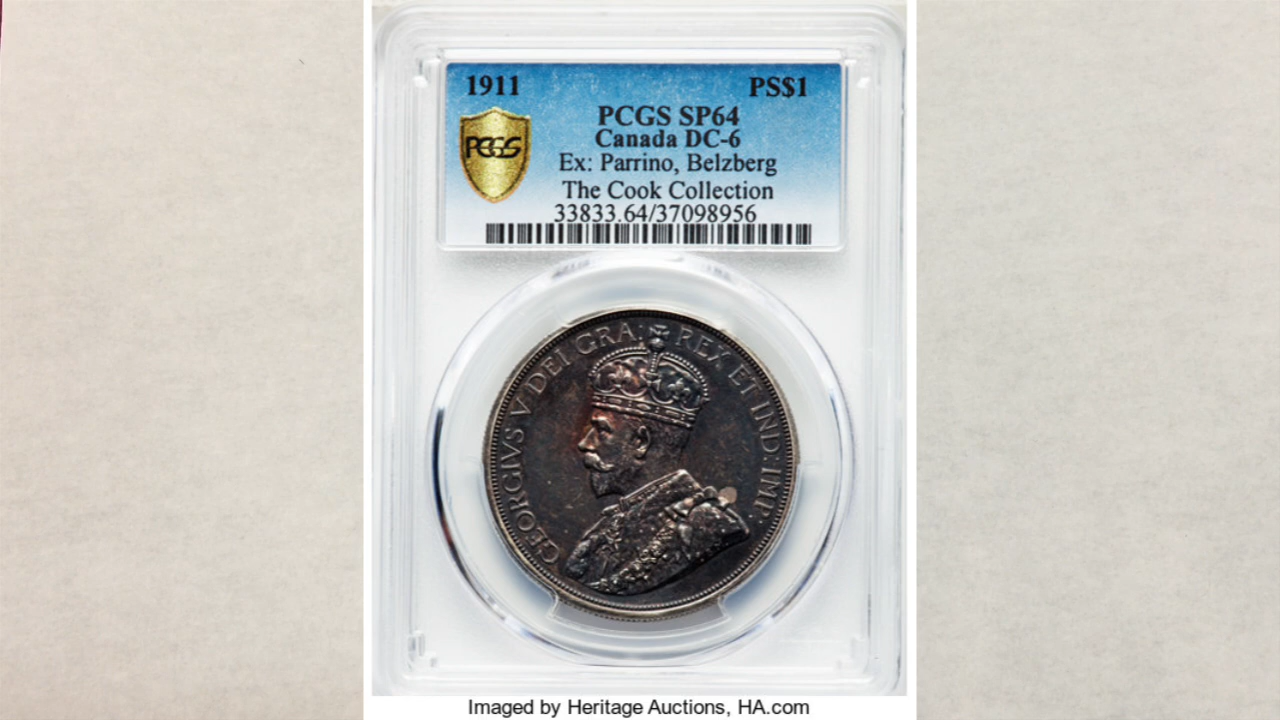 1911 PS$1
PCGS SP64
Canada DC-6
PCGS
Ex: Parrino, Belzberg
The Cook Collection
33833.64/37098956
GEORGIVS V DEI GRA: REX ET IND: IMP:
Imaged by Heritage Auctions, HA.com